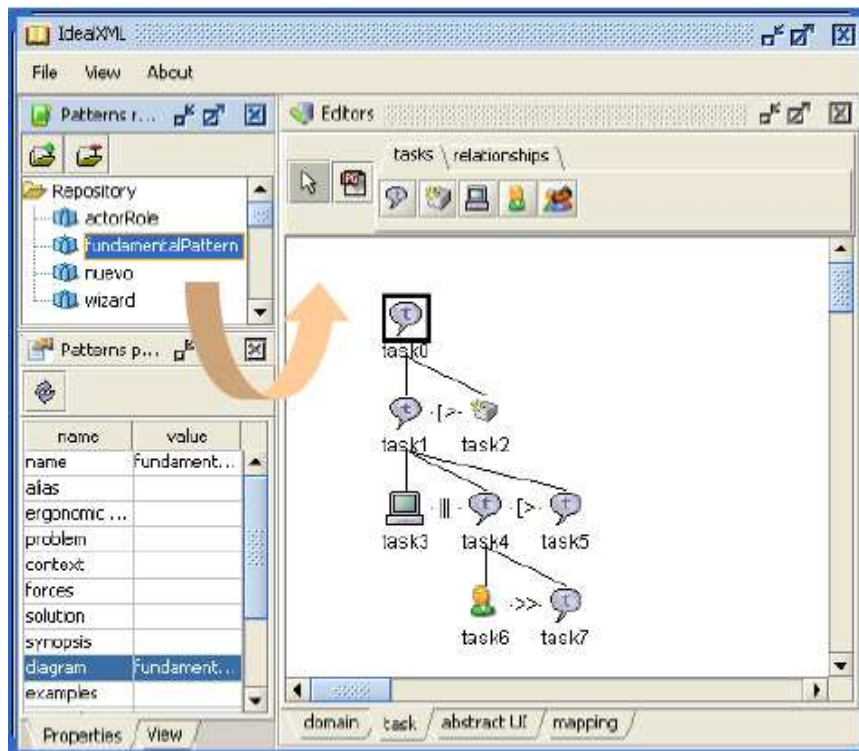 IdealXML
File View About
Patterns r...
Repository
actorRole
fundamentalPattern
nuevo
wizard
Patterns p...
name value
name fundament...
alias
ergonomic ...
problem
context
forces
solution
synopsis
diagram fundament...
examples
Properties View
Editors
tasks relationships
task0
t
t -[>-
task1 task2
-|||- t -[>- t
task3 task4 task5
->>- t
task6 task7
domain task abstract UI mapping